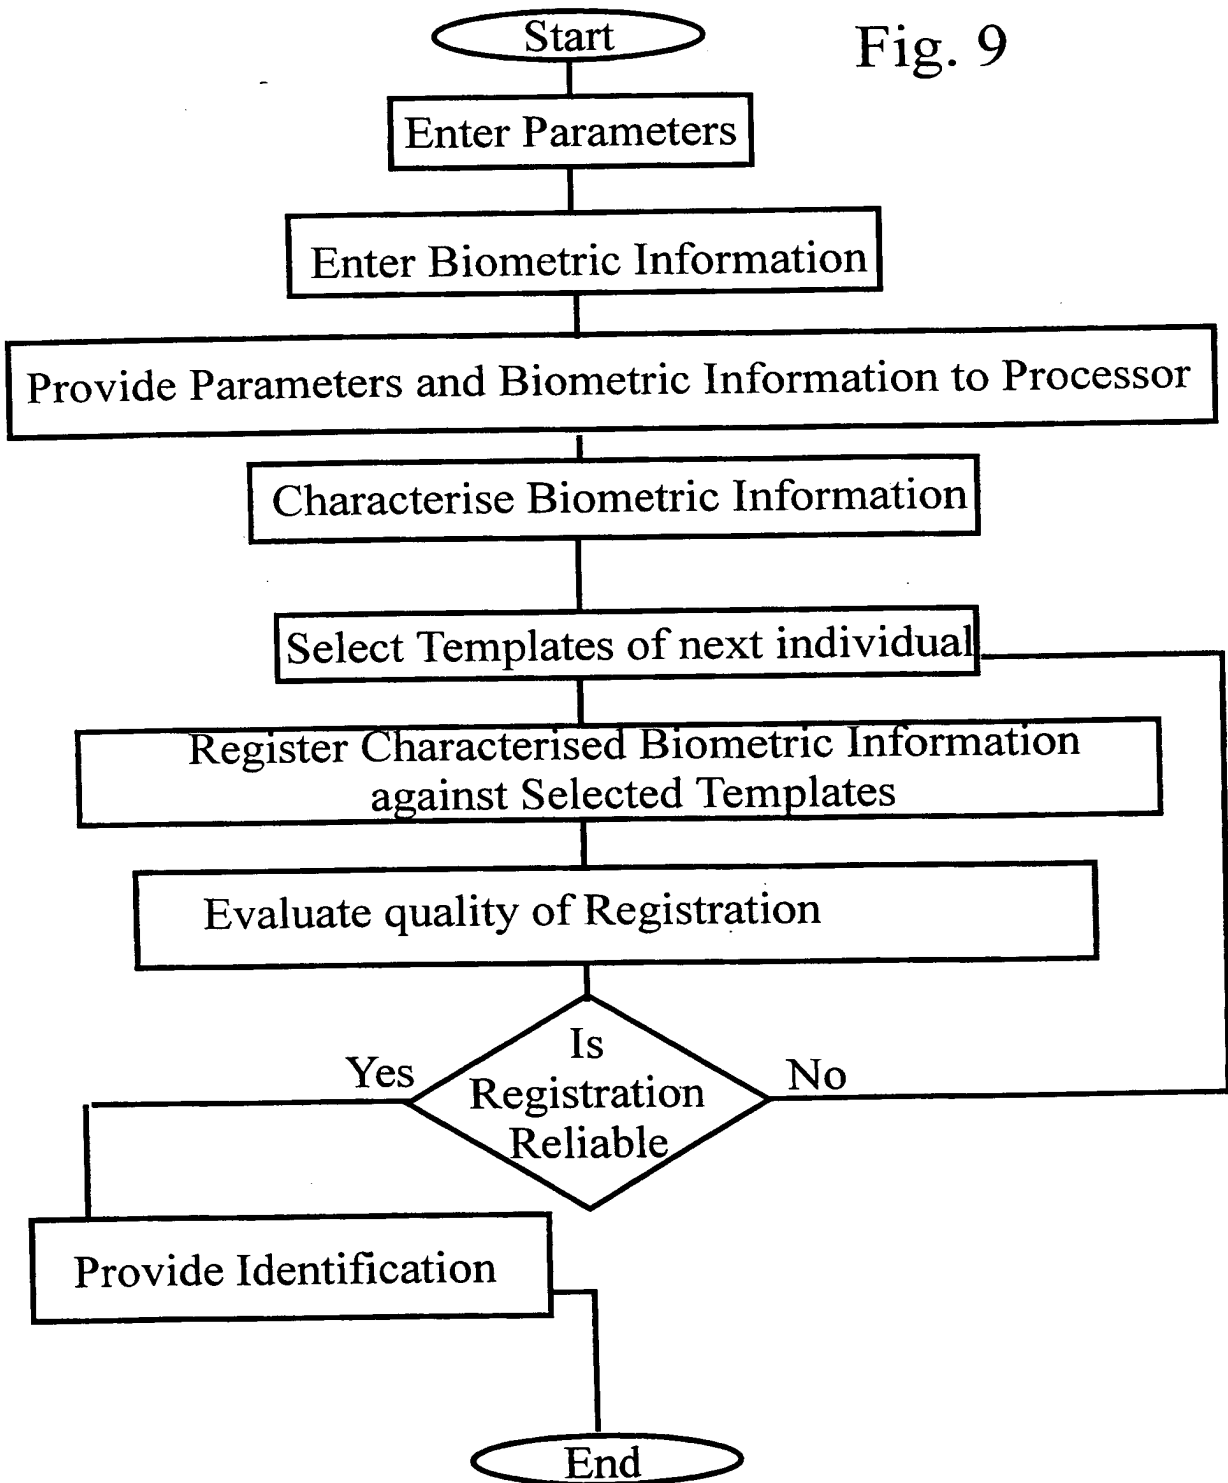 Start
Fig. 9
Enter Parameters
Enter Biometric Information
Provide Parameters and Biometric Information to Processor
Characterise Biometric Information
Select Templates of next individual
Register Characterised Biometric Information
against Selected Templates
Evaluate quality of Registration
Is
Registration
Reliable
Yes
No
Provide Identification
End